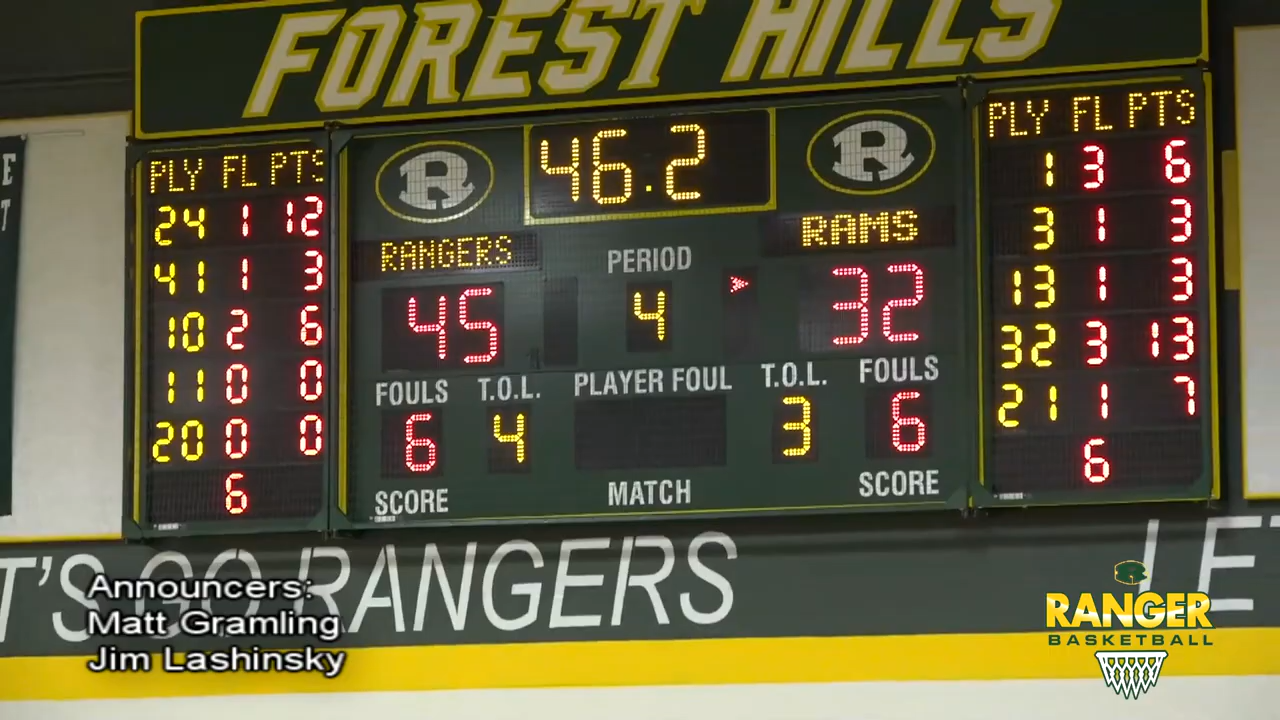 FOREST HILLS
PLY FL PTS
24 1 12
41 1 3
10 2 6
11 0 0
20 0 0
6
R
46.2
R
RANGERS
PERIOD
RAMS
45
4
32
FOULS
T.O.L.
PLAYER FOUL
T.O.L.
FOULS
6
4
3
6
SCORE
MATCH
SCORE
PLY FL PTS
1 3 6
3 1 3
13 1 3
32 3 13
21 1 7
6
T'S GO RANGERS
LE
Announcers:
Matt Gramling
Jim Lashinsky
RANGER
BASKETBALL